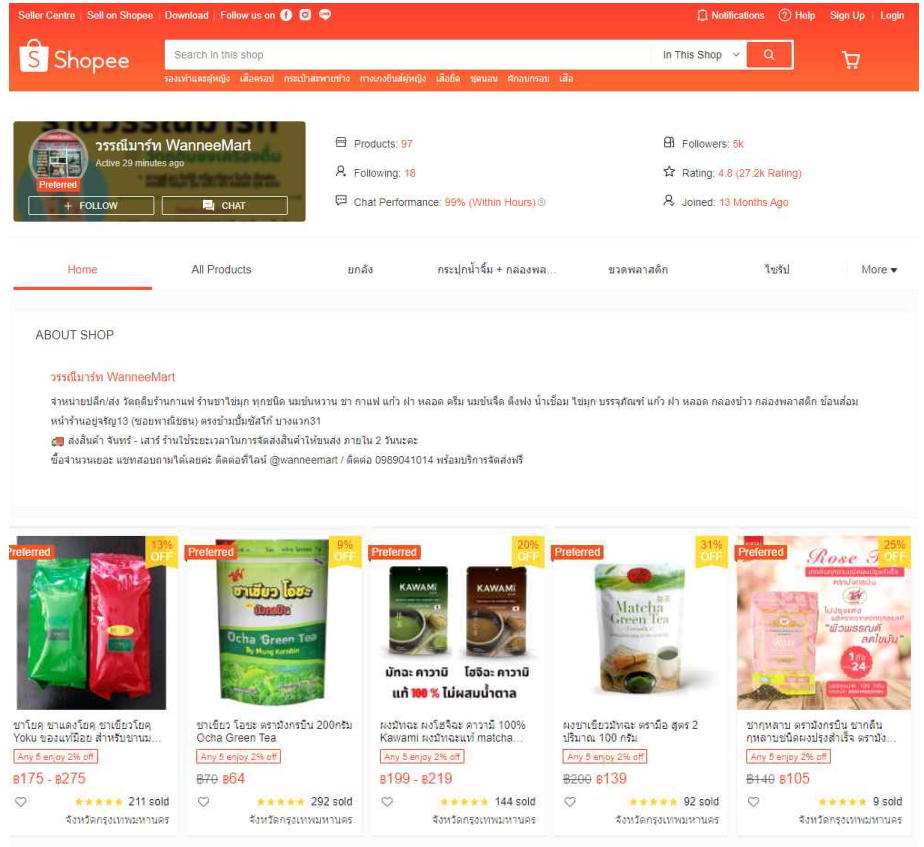 Seller Centre | Sell on Shopee | Download | Follow us on
Notifications Help Sign Up | Login
Shopee
Search in this shop
In This Shop
รองเท้าแตะผู้หญิง เสื้อครอป กระเป๋าสะพายข้าง กางเกงยีนส์ผู้หญิง เสื้อยืด ชุดนอน ผักอบกรอบ เสื้อ
วรรณีมาร์ท WanneeMart
Active 29 minutes ago
Preferred
+ FOLLOW
CHAT
Products: 97
Followers: 5k
Following: 18
Rating: 4.8 (27.2k Rating)
Chat Performance: 99% (Within Hours)
Joined: 13 Months Ago
Home
All Products
ยกลัง
กระปุกน้ำจิ้ม + กล่องพล...
ขวดพลาสติก
ไซรัป
More
ABOUT SHOP
วรรณีมาร์ท WanneeMart
จำหน่ายปลีก/ส่ง วัตถุดิบร้านกาแฟ ร้านชาไข่มุก ทุกชนิด นมข้นหวาน ชา กาแฟ แก้ว ฝา หลอด ครีม นมข้นจืด ตังฟง น้ำเชื่อม ไข่มุก บรรจุภัณฑ์ แก้ว ฝา หลอด กล่องข้าว กล่องพลาสติก ช้อนส้อม
หน้าร้านอยู่จรัญ13 (ซอยพาณิชธน) ตรงข้ามปั้มซัสโก้ บางแวก31
ส่งสินค้า จันทร์ - เสาร์ ร้านใช้ระยะเวลาในการจัดส่งสินค้าให้ขนส่ง ภายใน 2 วันนะคะ
ซื้อจำนวนเยอะ แชทสอบถามได้เลยค่ะ ติดต่อที่ไลน์ @wanneemart / ติดต่อ 0989041014 พร้อมบริการจัดส่งฟรี
Preferred
13% OFF
ชาโยคุ ชาแดงโยคุ ชาเขียวโยคุ
Yoku ของแท้มีอย สำหรับชานม...
Any 5 enjoy 2% off
฿175 - ฿275
211 sold
จังหวัดกรุงเทพมหานคร
Preferred
9% OFF
ชาเขียว โอชะ
Ocha Green Tea
By Mung Kornbin
ชาเขียว โอชะ ตรามังกรบิน 200กรัม
Ocha Green Tea
Any 5 enjoy 2% off
฿70 ฿64
292 sold
จังหวัดกรุงเทพมหานคร
Preferred
20% OFF
KAWAMi
KAWAMi
มัทฉะ คาวามิ โฮจิฉะ คาวามิ
แท้ 100 % ไม่ผสมน้ำตาล
ผงมัทฉะ ผงโฮจิฉะ คาวามิ 100%
Kawami ผงมัทฉะแท้ matcha...
Any 5 enjoy 2% off
฿199 - ฿219
144 sold
จังหวัดกรุงเทพมหานคร
Preferred
31% OFF
Matcha
Green Tea
ผงชาเขียวมัทฉะ ตรามือ สูตร 2
ปริมาณ 100 กรัม
Any 5 enjoy 2% off
฿200 ฿139
92 sold
จังหวัดกรุงเทพมหานคร
Preferred
25% OFF
Rose
ตรามังกรบิน
ไม่ปรุงแต่ง
"ผิวพรรณดี
ลดไขมัน"
ชากุหลาบ ตรามังกรบิน ชากลิ่น
กุหลาบชนิดผงปรุงสำเร็จ ตรามัง...
Any 5 enjoy 2% off
฿140 ฿105
9 sold
จังหวัดกรุงเทพมหานคร